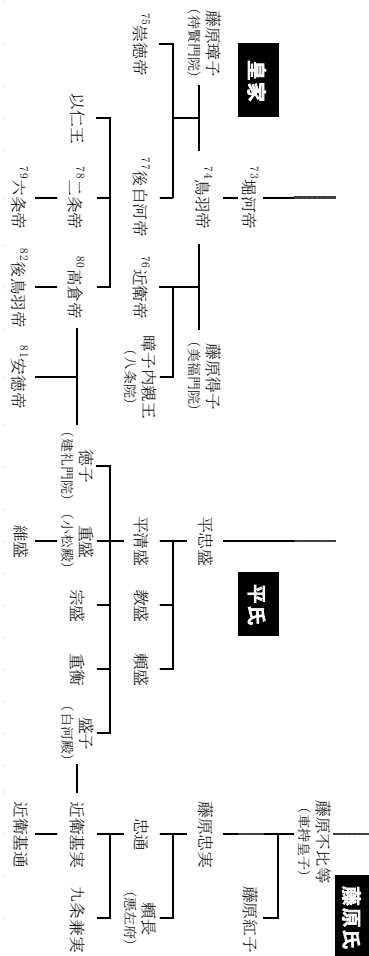 皇家
73堀河帝
藤原璋子
(待賢門院)
74鳥羽帝
藤原得子
(美福門院)
75崇徳帝
77後白河帝
76近衛帝
暲子内親王
(八条院)
以仁王
78二条帝
80高倉帝
79六条帝
82後鳥羽帝
81安徳帝
平氏
平忠盛
平清盛
教盛
頼盛
徳子
(建礼門院)
重盛
(小松殿)
宗盛
重衡
盛子
(白河殿)
維盛
藤原氏
藤原不比等
(車持皇子)
藤原忠実
藤原紅子
忠通
頼長
(悪左府)
近衛基実
九条兼実
近衛基通